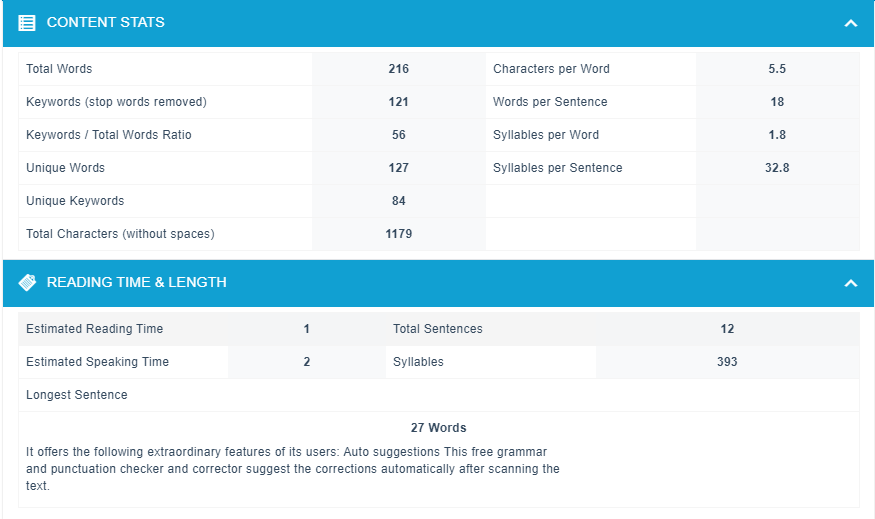 CONTENT STATS
Total Words 216 Characters per Word 5.5
Keywords (stop words removed) 121 Words per Sentence 18
Keywords / Total Words Ratio 56 Syllables per Word 1.8
Unique Words 127 Syllables per Sentence 32.8
Unique Keywords 84
Total Characters (without spaces) 1179
READING TIME & LENGTH
Estimated Reading Time 1 Total Sentences 12
Estimated Speaking Time 2 Syllables 393
Longest Sentence
27 Words
It offers the following extraordinary features of its users: Auto suggestions This free grammar
and punctuation checker and corrector suggest the corrections automatically after scanning the
text.